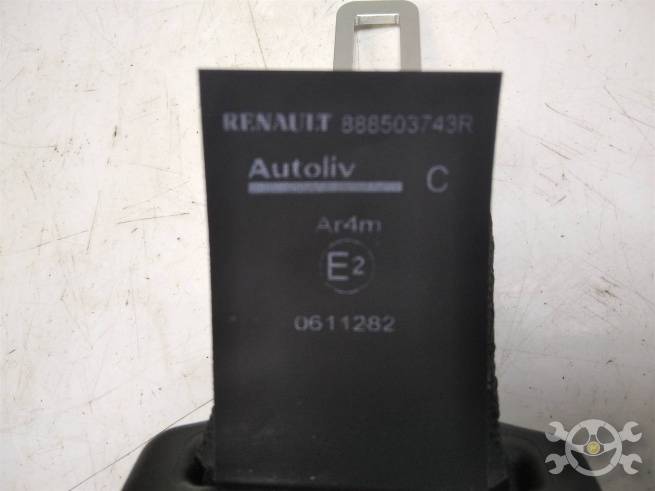 RENAULT 888503743R
Autoliv C
Ar4m
E2
0611282